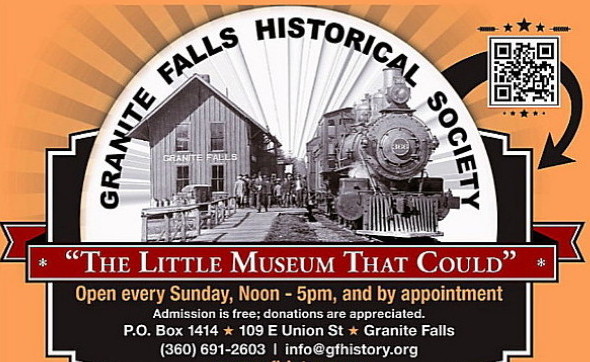 GRANITE FALLS HISTORICAL SOCIETY
GRANITE FALLS
366
* "THE LITTLE MUSEUM THAT COULD" *
Open every Sunday, Noon - 5pm, and by appointment
Admission is free; donations are appreciated.
P.O. Box 1414 ★ 109 E Union St ★ Granite Falls
(360) 691-2603 | info@gfhistory.org